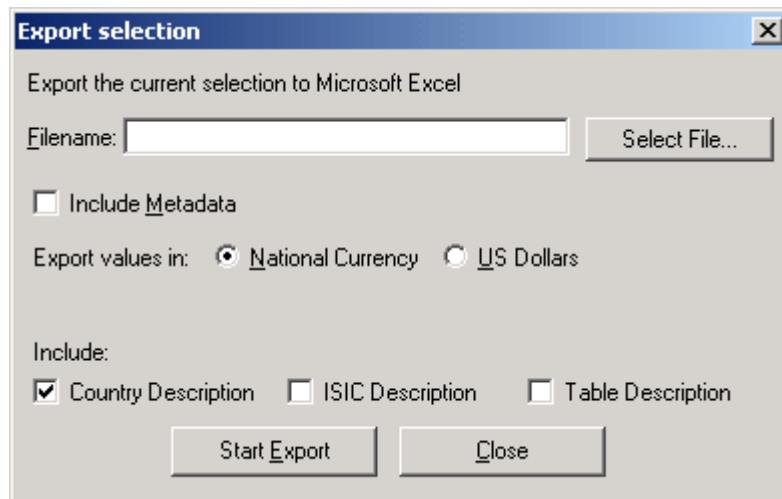 Export selection
Export the current selection to Microsoft Excel
Filename: Select File...
Include Metadata
Export values in: National Currency US Dollars
Include:
Country Description ISIC Description Table Description
Start Export Close